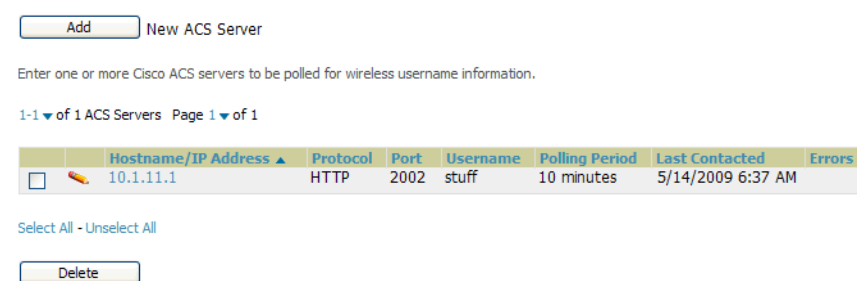 Add New ACS Server
Enter one or more Cisco ACS servers to be polled for wireless username information.
1-1 of 1 ACS Servers Page 1 of 1
Hostname/IP Address Protocol Port Username Polling Period Last Contacted Errors
10.1.11.1 HTTP 2002 stuff 10 minutes 5/14/2009 6:37 AM
Select All - Unselect All
Delete